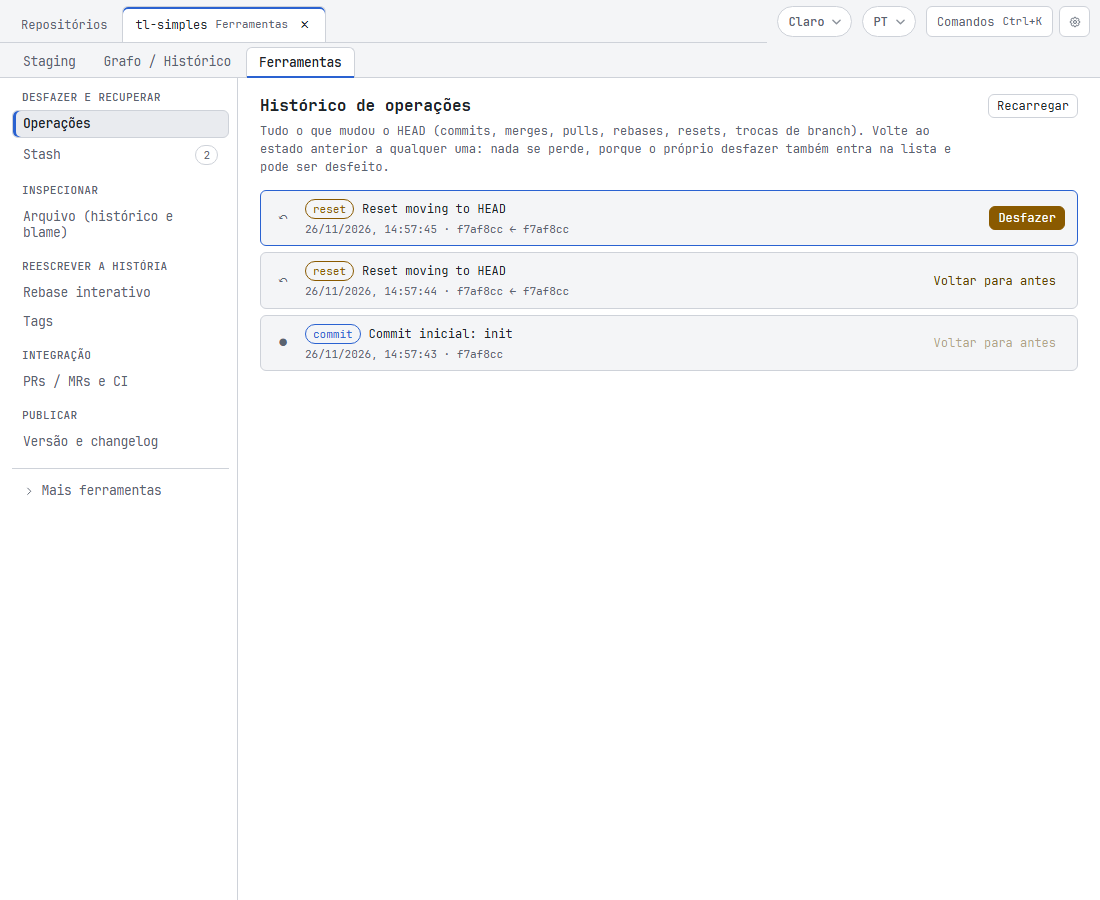 Repositórios
tl-simples Ferramentas ×
Claro
PT
Comandos Ctrl+K
Staging
Grafo / Histórico
Ferramentas
DESFAZER E RECUPERAR
Operações
Stash 2
INSPECIONAR
Arquivo (histórico e
blame)
REESCREVER A HISTÓRIA
Rebase interativo
Tags
INTEGRAÇÃO
PRs / MRs e CI
PUBLICAR
Versão e changelog
Mais ferramentas
Histórico de operações
Recarregar
Tudo o que mudou o HEAD (commits, merges, pulls, rebases, resets, trocas de branch). Volte ao
estado anterior a qualquer uma: nada se perde, porque o próprio desfazer também entra na lista e
pode ser desfeito.
reset Reset moving to HEAD
26/11/2026, 14:57:45 · f7af8cc ← f7af8cc
Desfazer
reset Reset moving to HEAD
26/11/2026, 14:57:44 · f7af8cc ← f7af8cc
Voltar para antes
commit Commit inicial: init
26/11/2026, 14:57:43 · f7af8cc
Voltar para antes